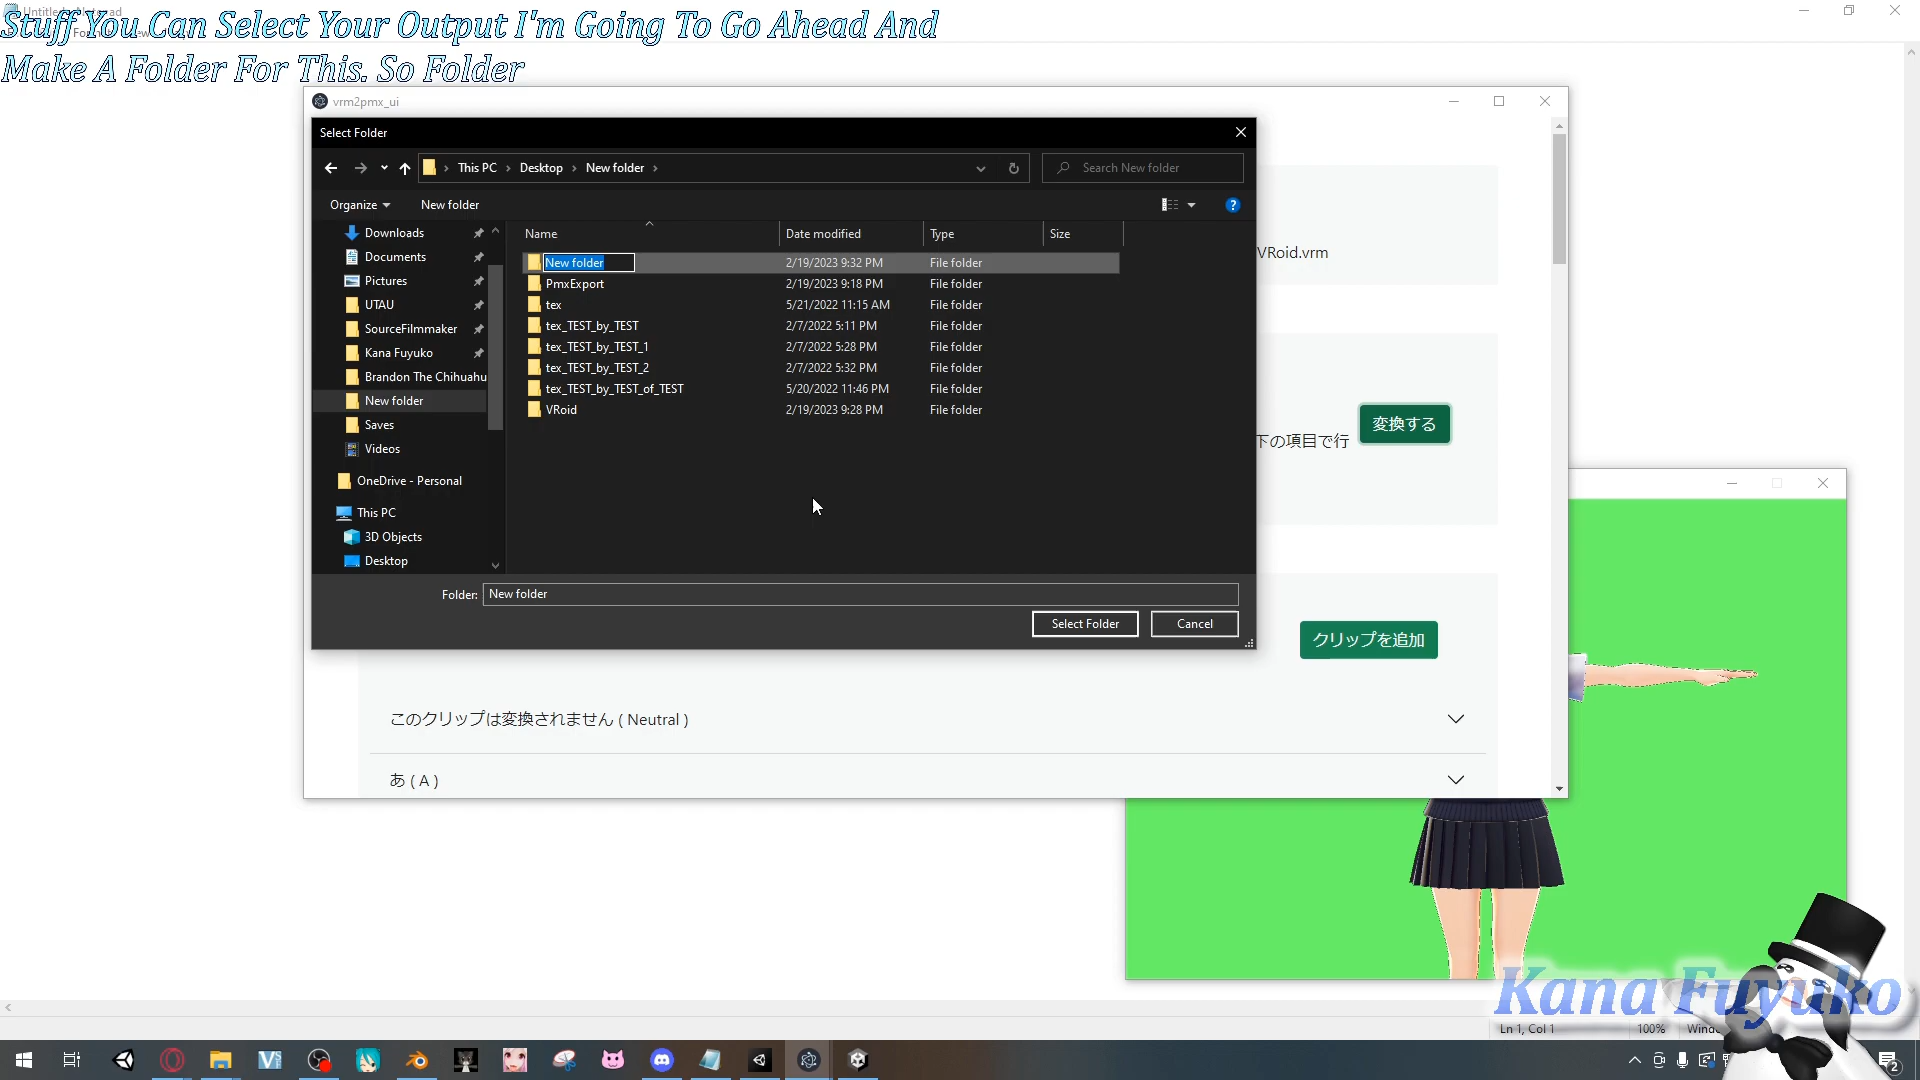 Untitled - Notepad
Stuff You Can Select Your Output I'm Going To Go Ahead And
Make A Folder For This. So Folder
vrm2pmx_ui
Select Folder
This PC > Desktop > New folder >
Search New folder
Organize
New folder
Name
Date modified
Type
Size
Downloads
Documents
Pictures
UTAU
SourceFilmmaker
Kana Fuyuko
Brandon The Chihuahu
New folder
Saves
Videos
OneDrive - Personal
This PC
3D Objects
Desktop
New folder 2/19/2023 9:32 PM File folder
PmxExport 2/19/2023 9:18 PM File folder
tex 5/21/2022 11:15 AM File folder
tex_TEST_by_TEST 2/7/2022 5:11 PM File folder
tex_TEST_by_TEST_1 2/7/2022 5:28 PM File folder
tex_TEST_by_TEST_2 2/7/2022 5:32 PM File folder
tex_TEST_by_TEST_of_TEST 5/20/2022 11:46 PM File folder
VRoid 2/19/2023 9:28 PM File folder
Folder: New folder
Select Folder
Cancel
VRoid.vrm
下の項目で行
変換する
クリップを追加
このクリップは変換されません ( Neutral )
あ ( A )
Kana Fuyuko
Ln 1, Col 1
100%
Windo
2